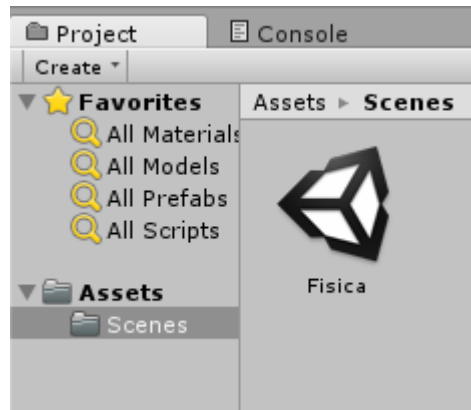 Project
Console
Create
Favorites
All Materials
All Models
All Prefabs
All Scripts
Assets
Scenes
Assets ▸ Scenes
Fisica